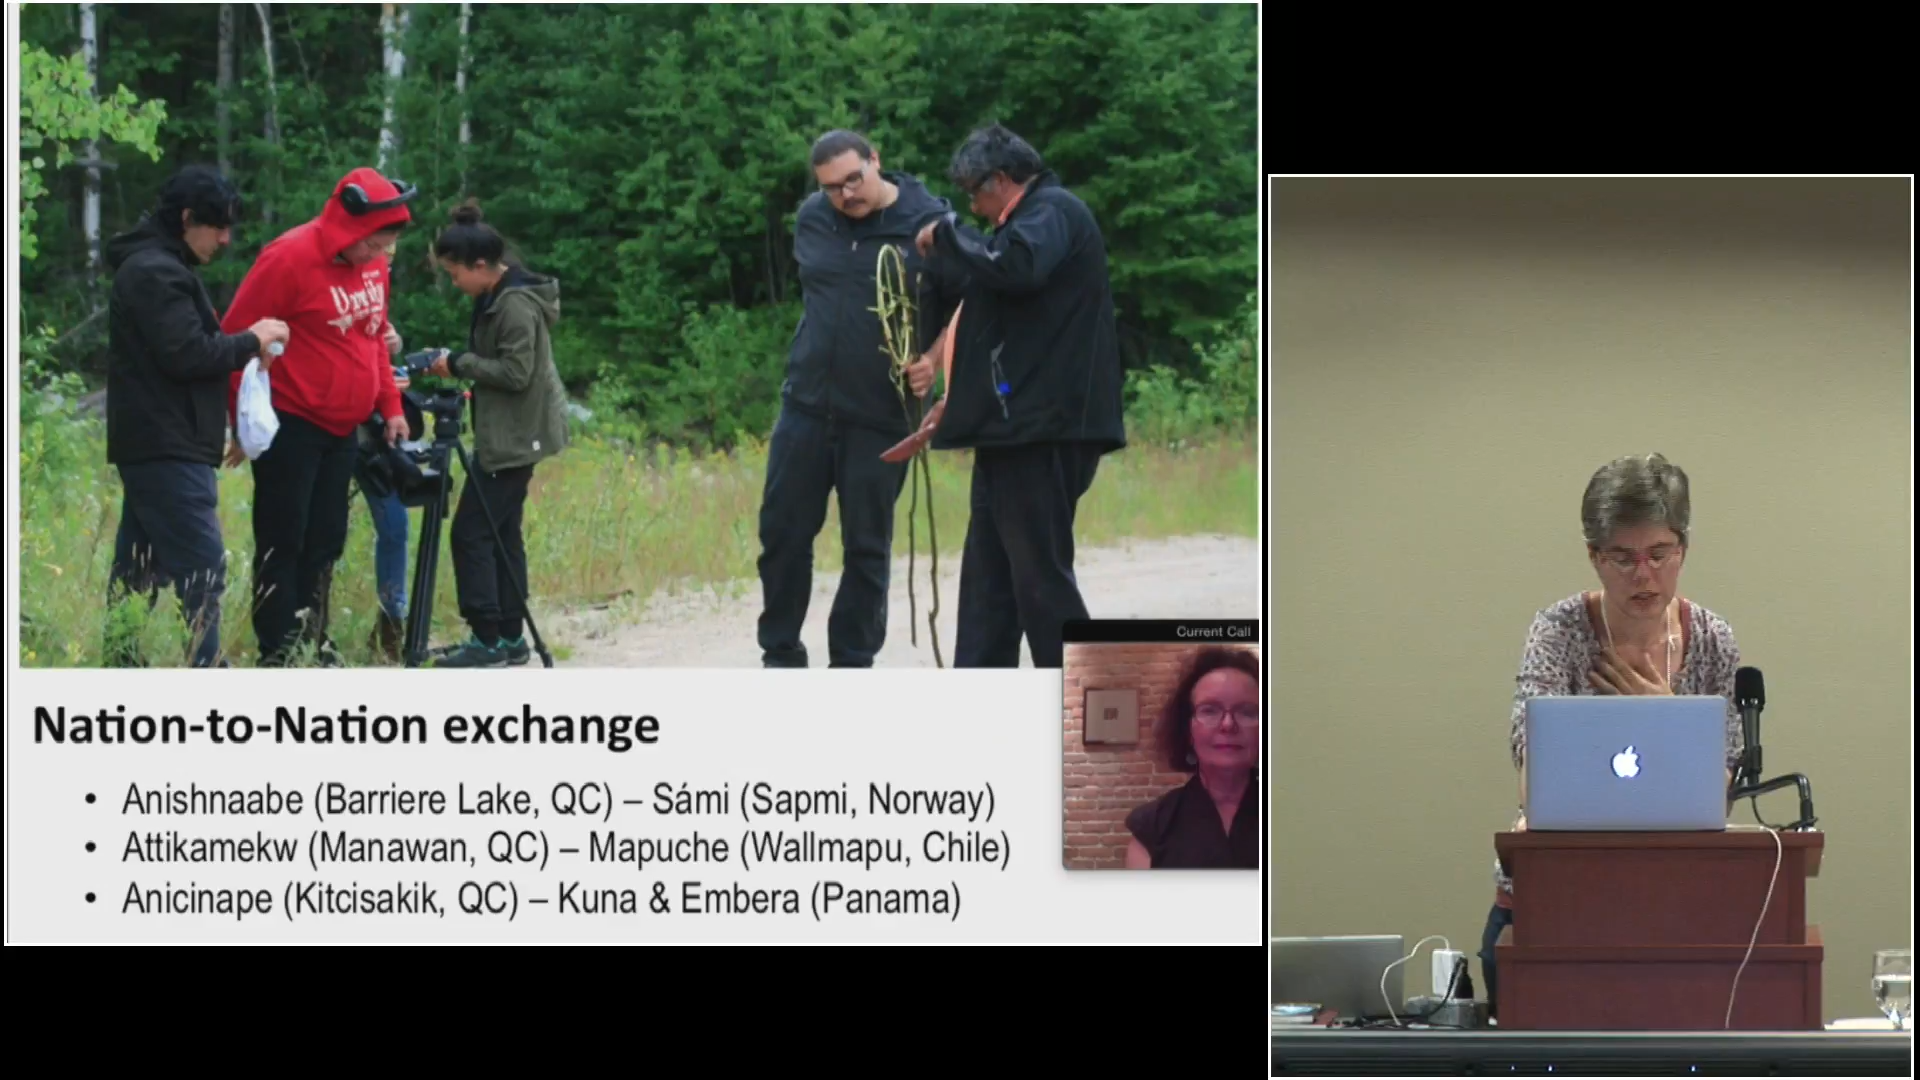 Current Call
Nation-to-Nation exchange
• Anishnaabe (Barriere Lake, QC) – Sámi (Sapmi, Norway)
• Attikamekw (Manawan, QC) – Mapuche (Wallmapu, Chile)
• Anicinape (Kitcisakik, QC) – Kuna & Embera (Panama)